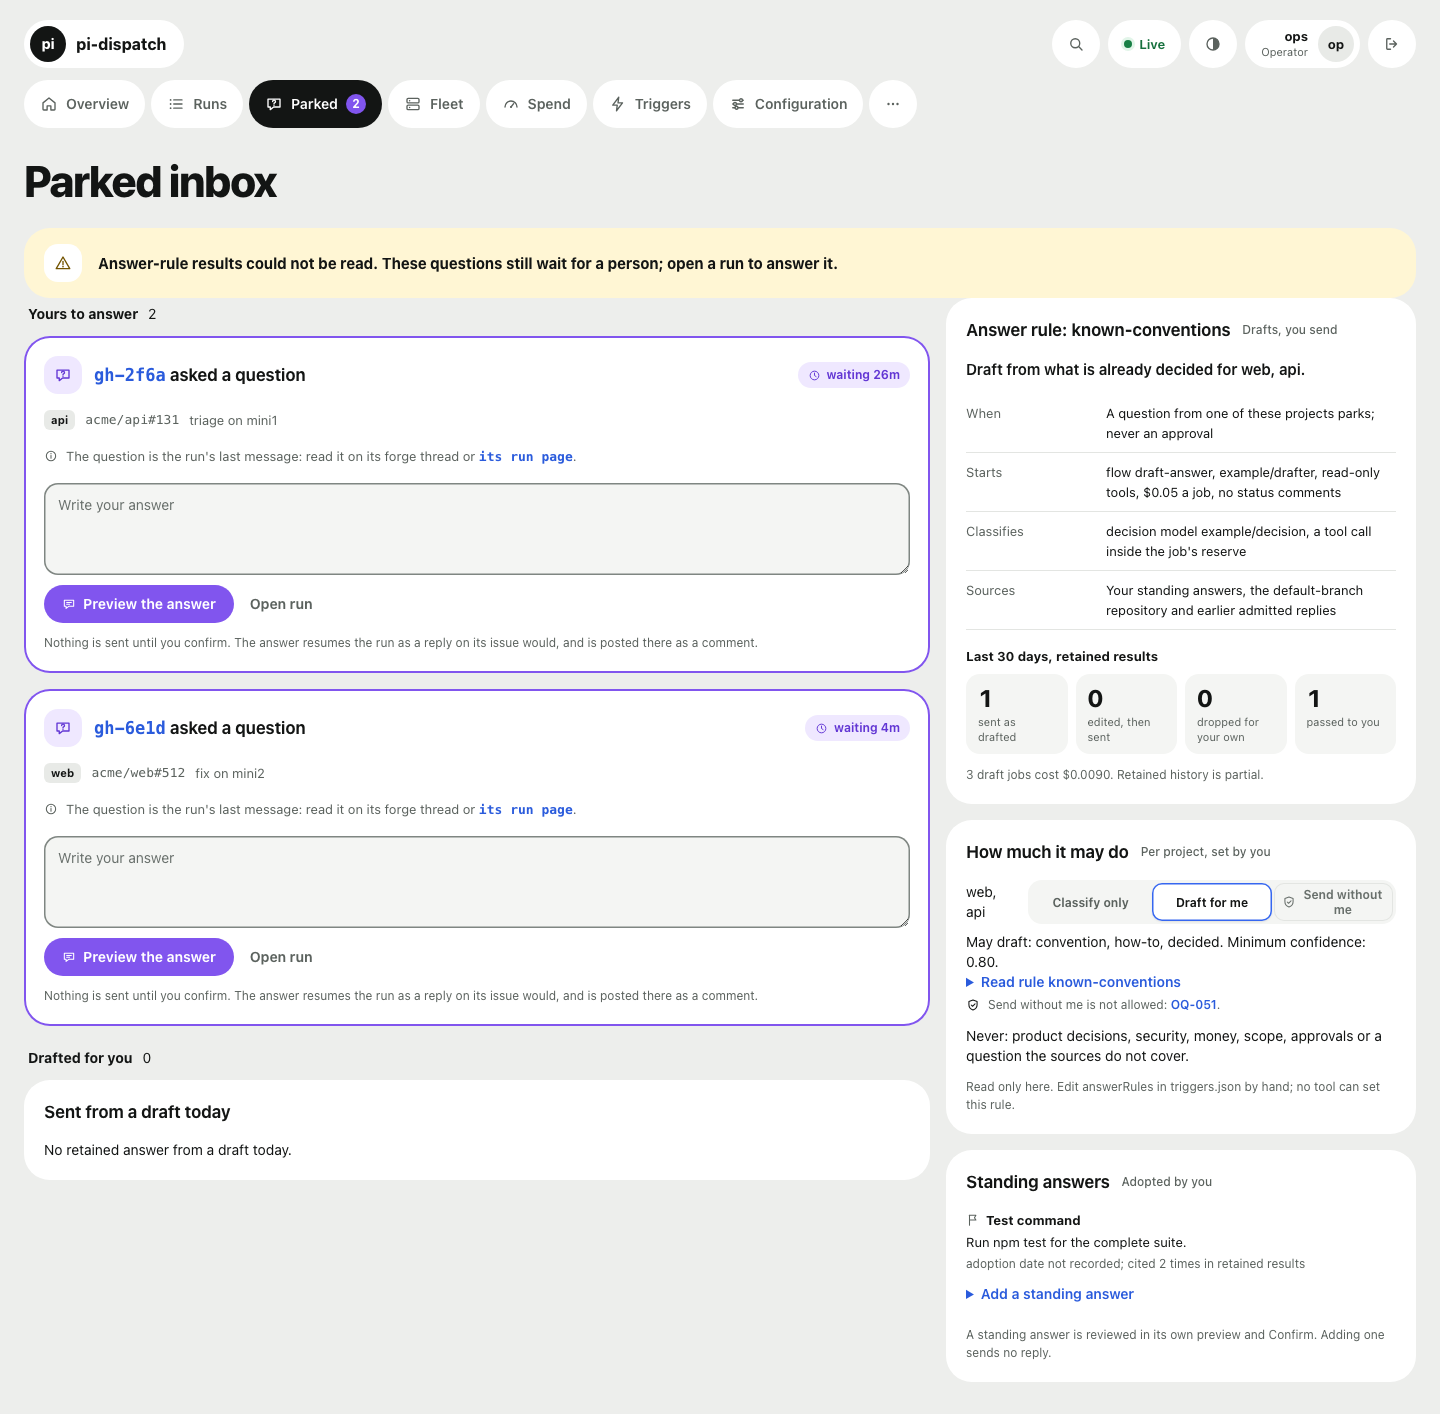 pi pi-dispatch
Live
ops
Operator
op
Overview
Runs
Parked 2
Fleet
Spend
Triggers
Configuration
Parked inbox
Answer-rule results could not be read. These questions still wait for a person; open a run to answer it.
Yours to answer 2
gh-2f6a asked a question
waiting 26m
api acme/api#131 triage on mini1
The question is the run's last message: read it on its forge thread or its run page.
Write your answer
Preview the answer Open run
Nothing is sent until you confirm. The answer resumes the run as a reply on its issue would, and is posted there as a comment.
gh-6e1d asked a question
waiting 4m
web acme/web#512 fix on mini2
The question is the run's last message: read it on its forge thread or its run page.
Write your answer
Preview the answer Open run
Nothing is sent until you confirm. The answer resumes the run as a reply on its issue would, and is posted there as a comment.
Drafted for you 0
Sent from a draft today
No retained answer from a draft today.
Answer rule: known-conventions Drafts, you send
Draft from what is already decided for web, api.
When
A question from one of these projects parks;
never an approval
Starts
flow draft-answer, example/drafter, read-only
tools, $0.05 a job, no status comments
Classifies
decision model example/decision, a tool call
inside the job's reserve
Sources
Your standing answers, the default-branch
repository and earlier admitted replies
Last 30 days, retained results
1
sent as
drafted
0
edited, then
sent
0
dropped for
your own
1
passed to you
3 draft jobs cost $0.0090. Retained history is partial.
How much it may do Per project, set by you
web,
api
Classify only
Draft for me
Send without
me
May draft: convention, how-to, decided. Minimum confidence:
0.80.
Read rule known-conventions
Send without me is not allowed: OQ-051.
Never: product decisions, security, money, scope, approvals or a
question the sources do not cover.
Read only here. Edit answerRules in triggers.json by hand; no tool can set
this rule.
Standing answers Adopted by you
Test command
Run npm test for the complete suite.
adoption date not recorded; cited 2 times in retained results
Add a standing answer
A standing answer is reviewed in its own preview and Confirm. Adding one
sends no reply.